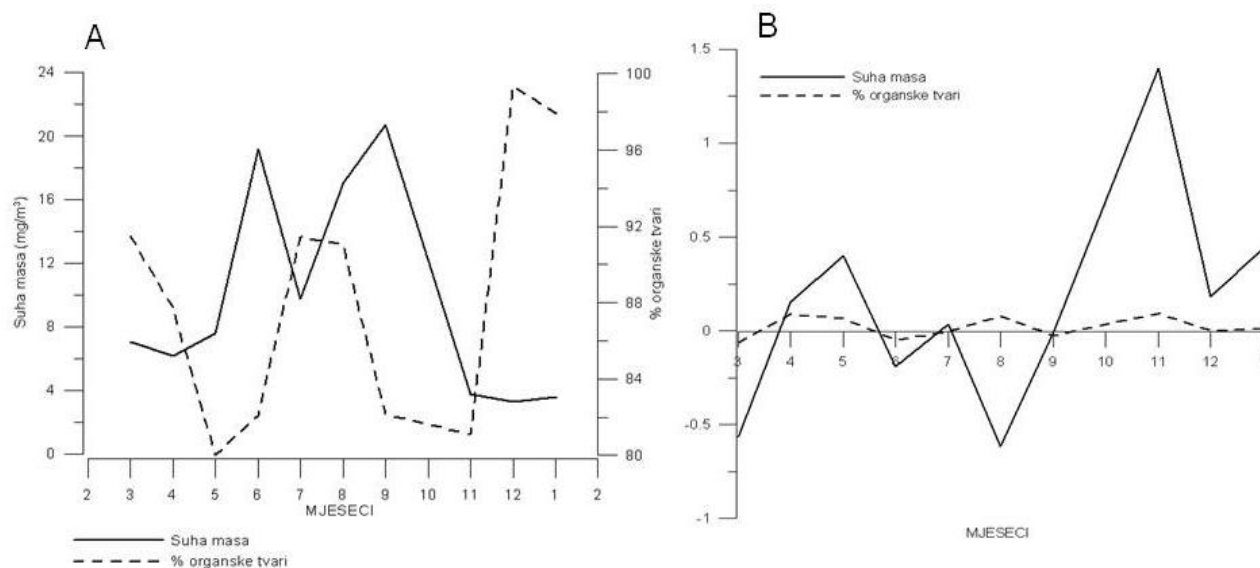 A
24
20
16
12
8
4
0
Suha masa (mg/m³)
100
96
92
88
84
80
% organske tvari
2 3 4 5 6 7 8 9 10 11 12 1 2
MJESECI
Suha masa
% organske tvari
B
1.5
1
0.5
0
-0.5
-1
Suha masa
% organske tvari
3 4 5 6 7 8 9 10 11 12
MJESECI